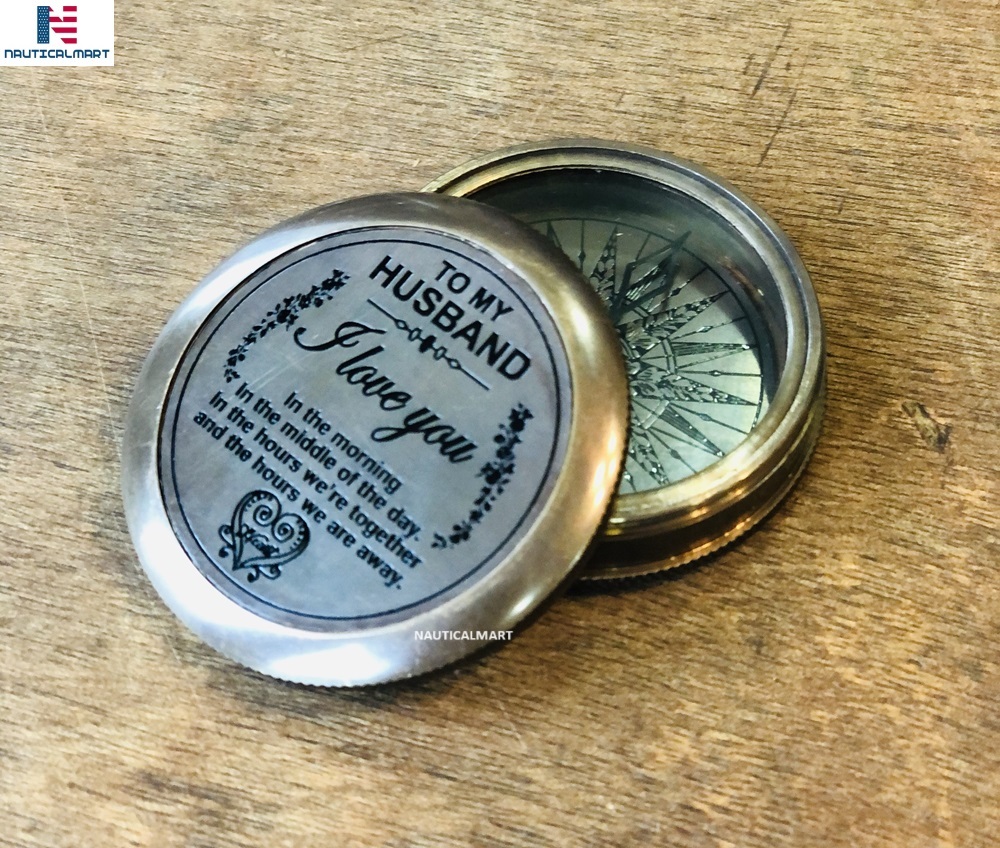 NAUTICALMART
TO MY
HUSBAND
I love you
In the morning
In the middle of the day.
In the hours we're together
and the hours we are away.
NAUTICALMART